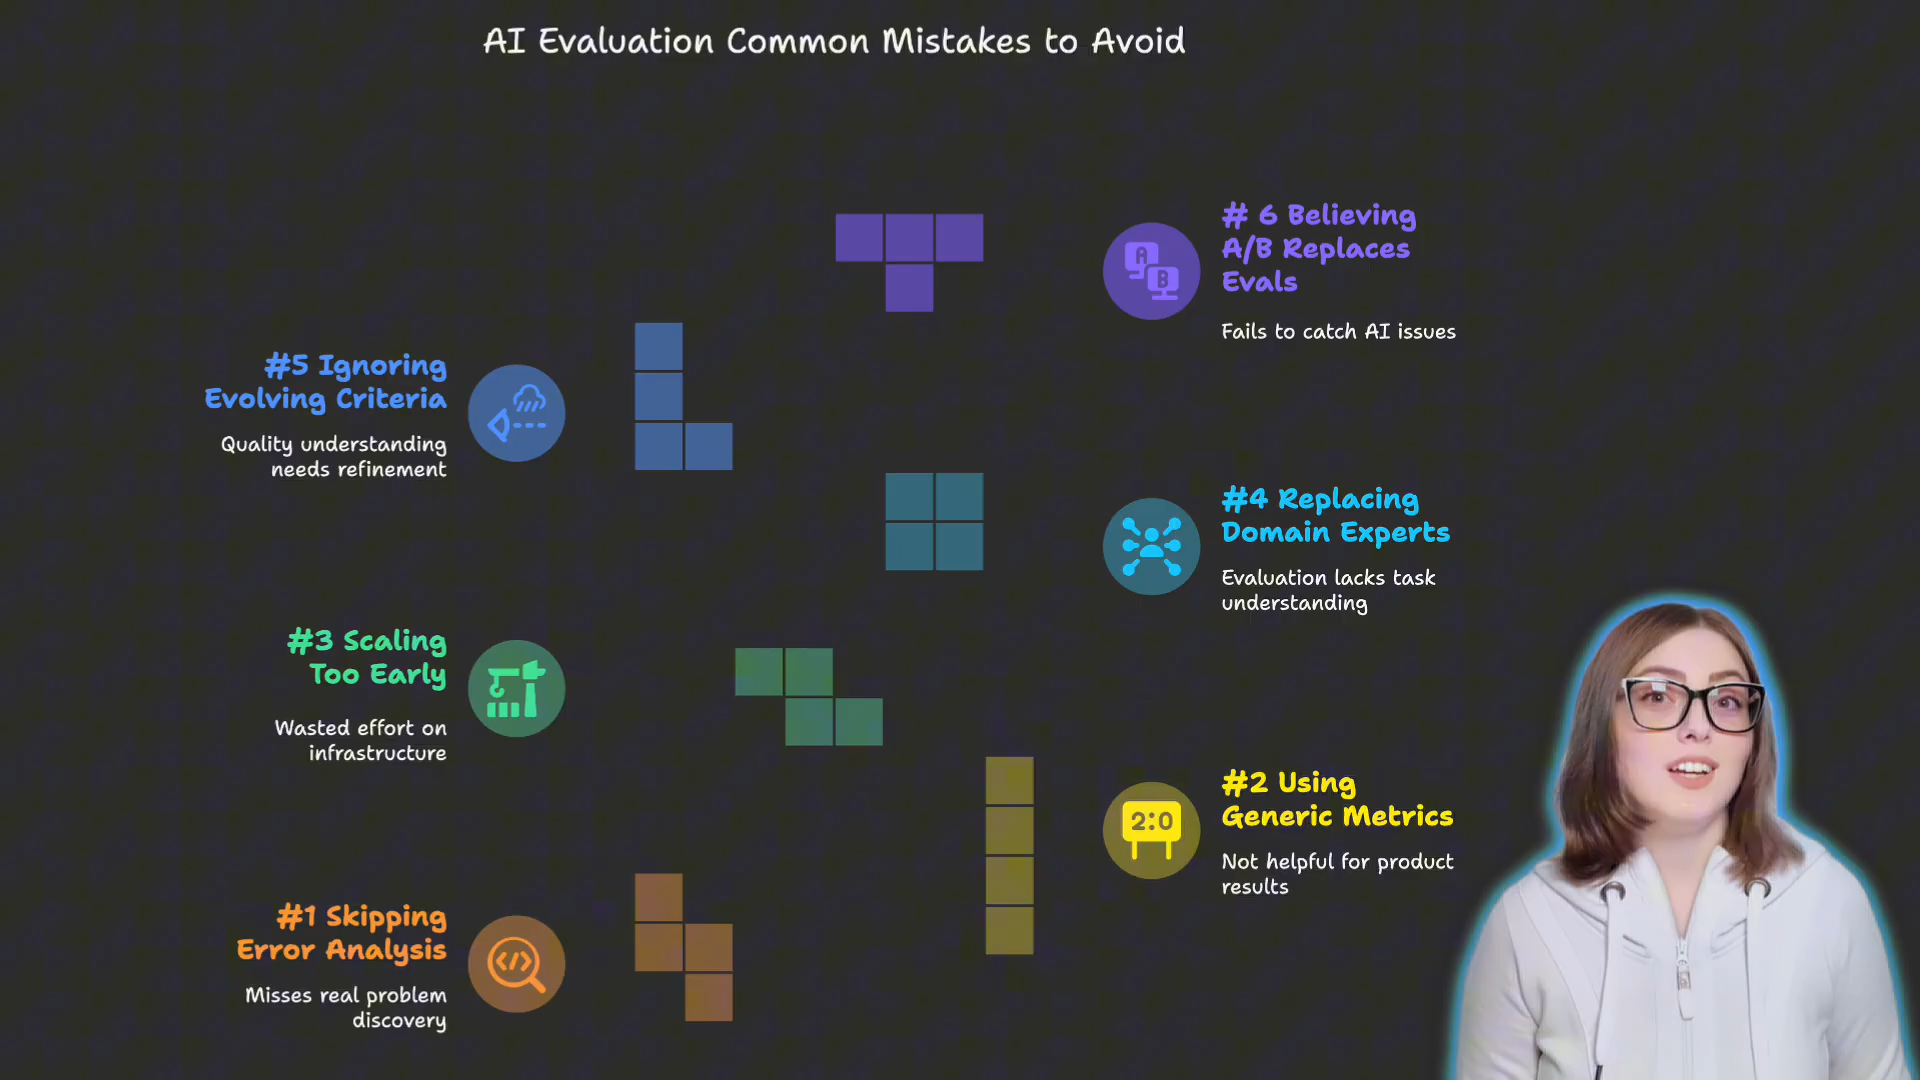 AI Evaluation Common Mistakes to Avoid
# 6 Believing
A/B Replaces
Evals
Fails to catch AI issues
A
B
#5 Ignoring
Evolving Criteria
Quality understanding
needs refinement
#4 Replacing
Domain Experts
Evaluation lacks task
understanding
#3 Scaling
Too Early
Wasted effort on
infrastructure
#2 Using
Generic Metrics
Not helpful for product
results
2:0
#1 Skipping
Error Analysis
Misses real problem
discovery